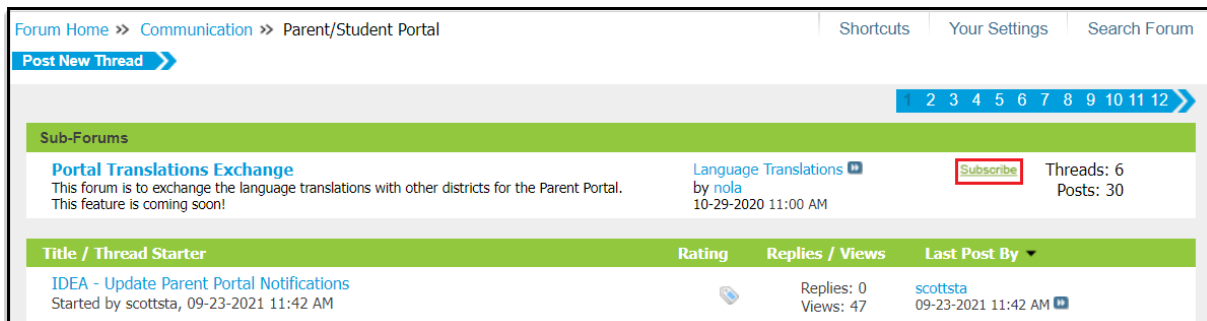 Forum Home >> Communication >> Parent/Student Portal
Shortcuts Your Settings Search Forum
Post New Thread
1 2 3 4 5 6 7 8 9 10 11 12
Sub-Forums
Portal Translations Exchange
This forum is to exchange the language translations with other districts for the Parent Portal.
This feature is coming soon!
Language Translations
by nola
10-29-2020 11:00 AM
Subscribe
Threads: 6
Posts: 30
Title / Thread Starter Rating Replies / Views Last Post By
IDEA - Update Parent Portal Notifications
Started by scottsta, 09-23-2021 11:42 AM
Replies: 0
Views: 47
scottsta
09-23-2021 11:42 AM